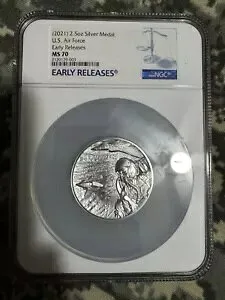 (2021) 2.5oz Silver Medal
U.S. Air Force
Early Releases
MS 70
EARLY RELEASES®
NGC